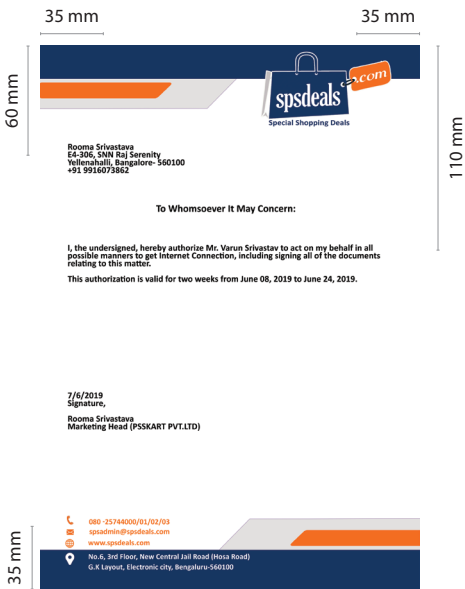 35 mm
35 mm
60 mm
110 mm
spsdeals
.com
Special Shopping Deals
Rooma Srivastava
E4-306, SNN Raj Serenity
Yellenahalli, Bangalore- 560100
+91 9916073862
To Whomsoever It May Concern:
I, the undersigned, hereby authorize Mr. Varun Srivastav to act on my behalf in all
possible manners to get Internet Connection, including signing all of the documents
relating to this matter.
This authorization is valid for two weeks from June 08, 2019 to June 24, 2019.
7/6/2019
Signature,
Rooma Srivastava
Marketing Head (PSSKART PVT.LTD)
35 mm
080 -25744000/01/02/03
spsadmin@spsdeals.com
www.spsdeals.com
No.6, 3rd Floor, New Central Jail Road (Hosa Road)
G.K Layout, Electronic city, Bengaluru-560100